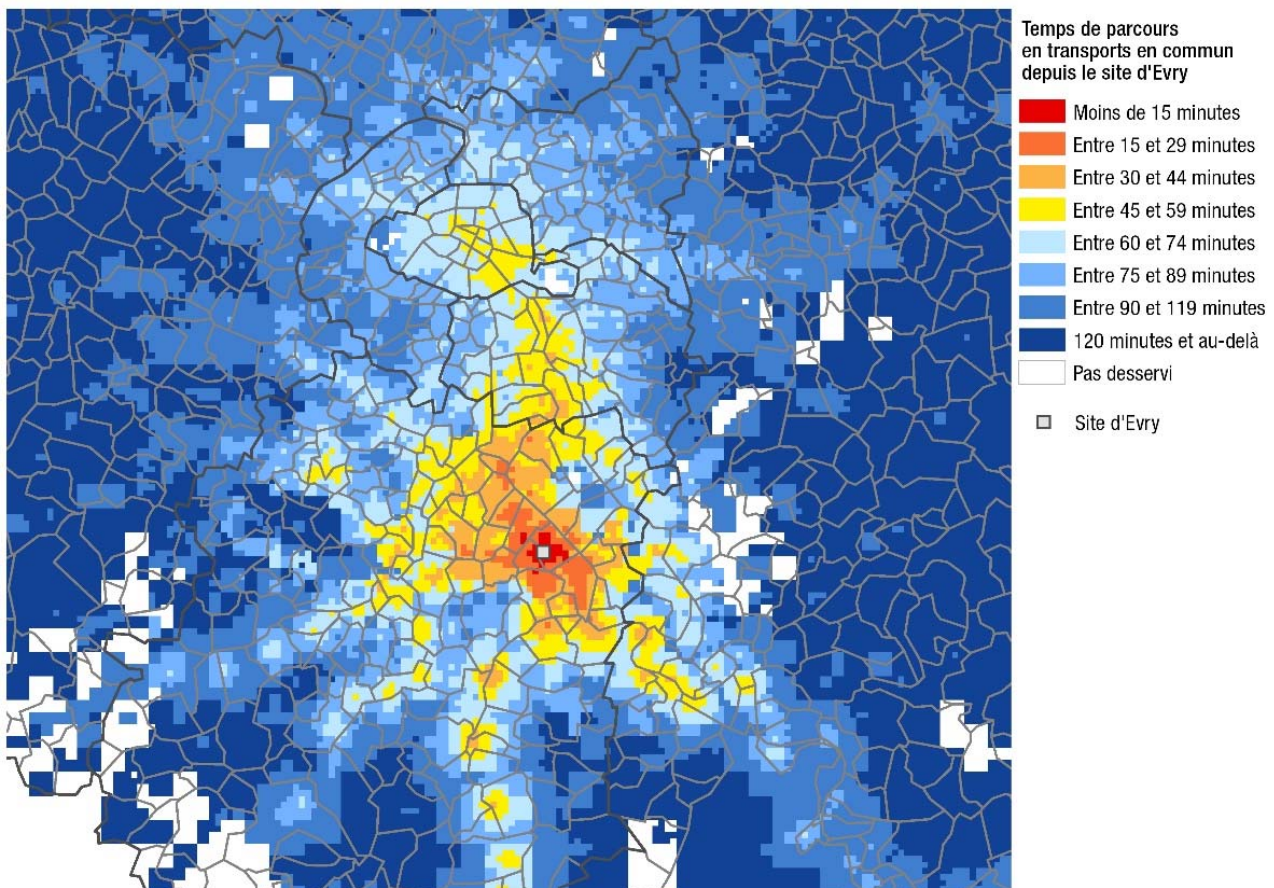 Temps de parcours
en transports en commun
depuis le site d'Evry
Moins de 15 minutes
Entre 15 et 29 minutes
Entre 30 et 44 minutes
Entre 45 et 59 minutes
Entre 60 et 74 minutes
Entre 75 et 89 minutes
Entre 90 et 119 minutes
120 minutes et au-delà
Pas desservi
Site d'Evry